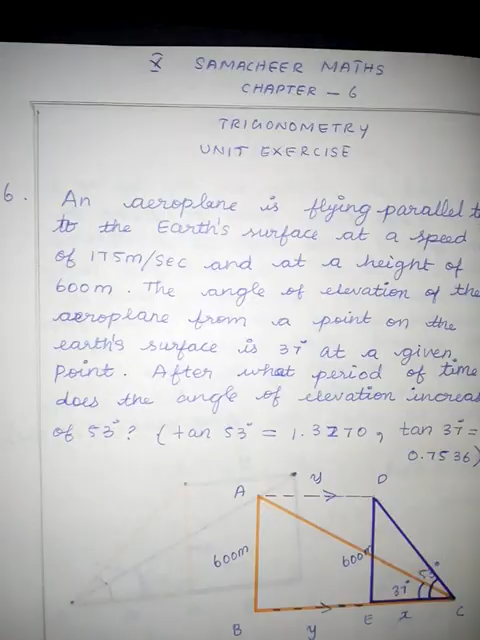 X SAMACHEER MATHS
CHAPTER - 6
TRIGONOMETRY
UNIT EXERCISE
6. An aeroplane is flying parallel t
to the Earth's surface at a speed
of 175m/sec and at a height of
600m. The angle of elevation of the
aeroplane from a point on the
earth's surface is 37° at a given
point. After what period of time
does the angle of elevation increas
of 53°? (tan 53° = 1.3270, tan 37° =
0.7536)
A y D
600m 600m
37° 53°
B y E x C